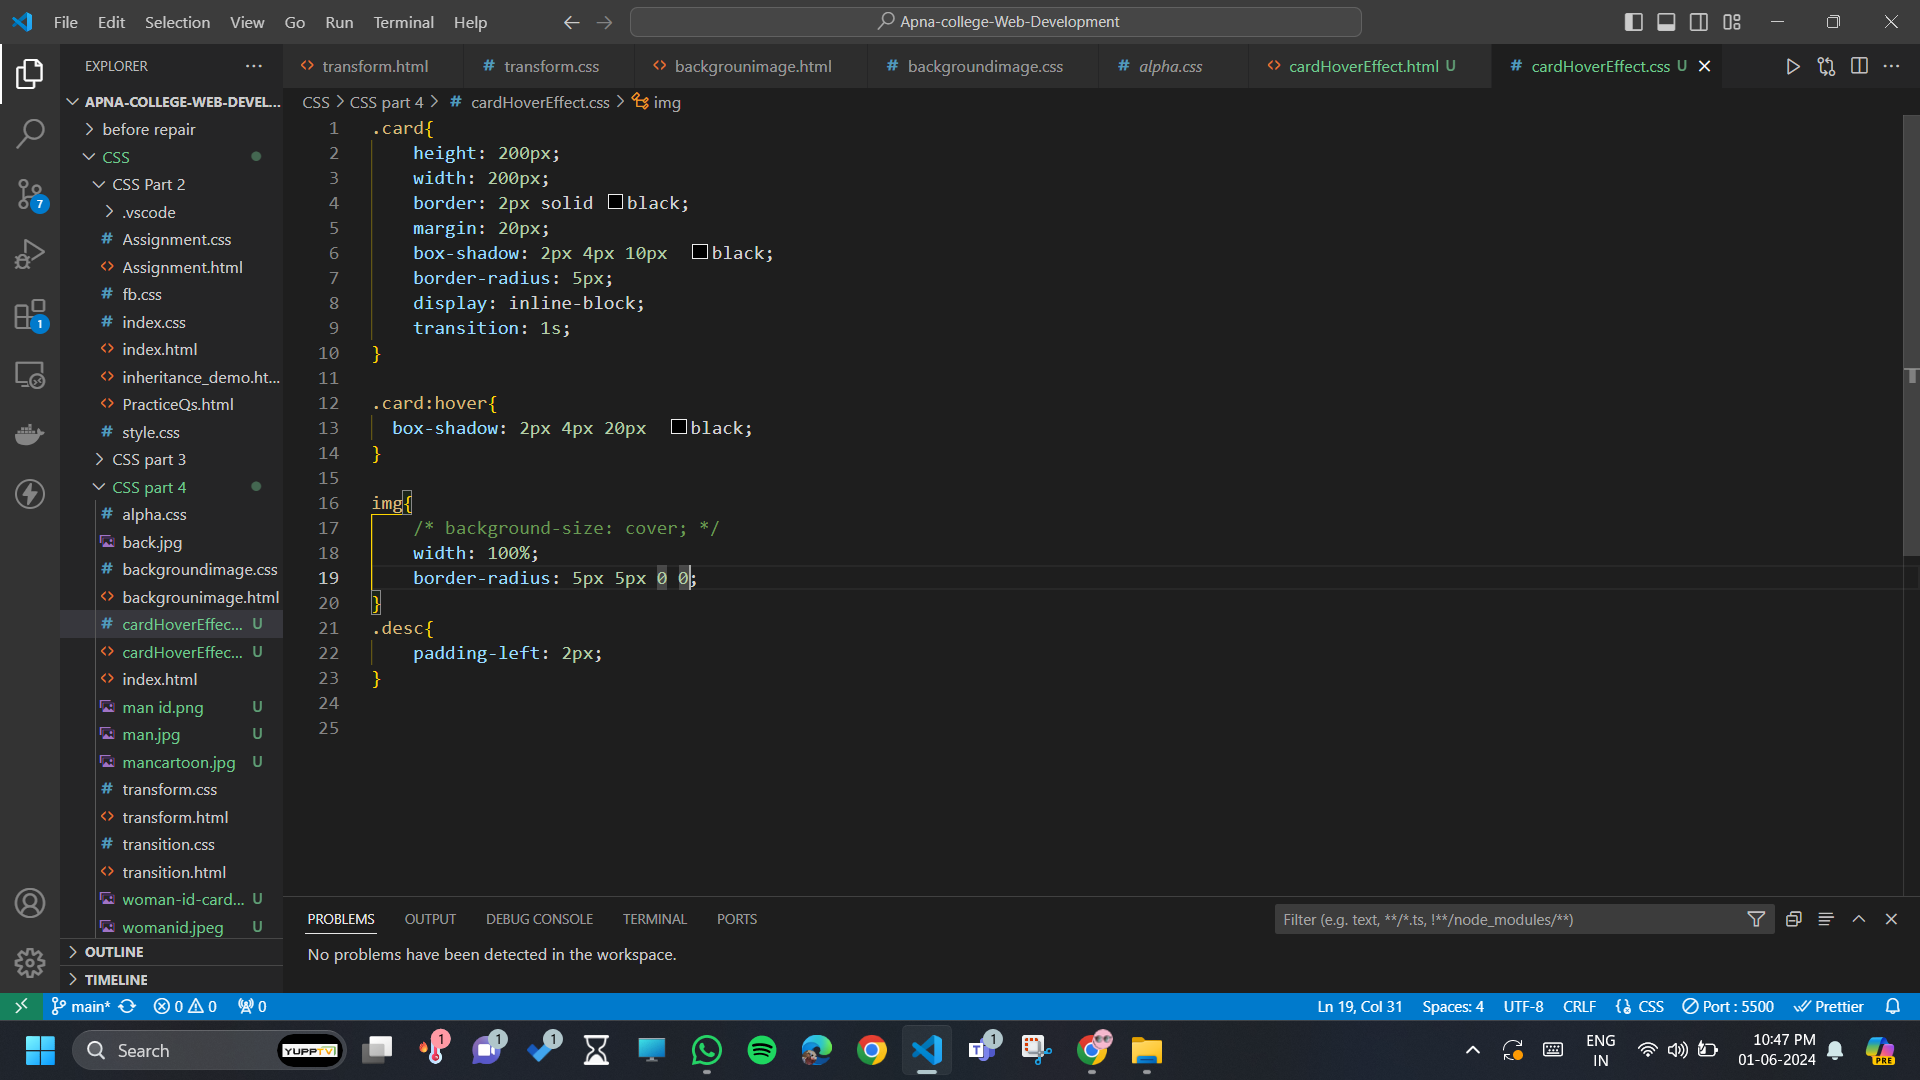 File Edit Selection View Go Run Terminal Help
Apna-college-Web-Development
EXPLORER
transform.html
transform.css
backgrounimage.html
backgroundimage.css
alpha.css
cardHoverEffect.html U
cardHoverEffect.css U
CSS > CSS part 4 > # cardHoverEffect.css > img
APNA-COLLEGE-WEB-DEVEL...
before repair
CSS
CSS Part 2
.vscode
Assignment.css
Assignment.html
fb.css
index.css
index.html
inheritance_demo.ht...
PracticeQs.html
style.css
CSS part 3
CSS part 4
alpha.css
back.jpg
backgroundimage.css
backgrounimage.html
cardHoverEffec... U
cardHoverEffec... U
index.html
man id.png U
man.jpg U
mancartoon.jpg U
transform.css
transform.html
transition.css
transition.html
woman-id-card... U
womanid.jpeg U
OUTLINE
TIMELINE
7
1
1 .card{
2 height: 200px;
3 width: 200px;
4 border: 2px solid black;
5 margin: 20px;
6 box-shadow: 2px 4px 10px black;
7 border-radius: 5px;
8 display: inline-block;
9 transition: 1s;
10 }
11
12 .card:hover{
13 box-shadow: 2px 4px 20px black;
14 }
15
16 img{
17 /* background-size: cover; */
18 width: 100%;
19 border-radius: 5px 5px 0 0;
20 }
21 .desc{
22 padding-left: 2px;
23 }
24
25
PROBLEMS OUTPUT DEBUG CONSOLE TERMINAL PORTS
Filter (e.g. text, **/*.ts, !**/node_modules/**)
No problems have been detected in the workspace.
main* 0 0 0
Ln 19, Col 31 Spaces: 4 UTF-8 CRLF {} CSS Port : 5500 Prettier
Search
YUPPTV
1
1
1
1
ENG
IN
10:47 PM
01-06-2024
PRE